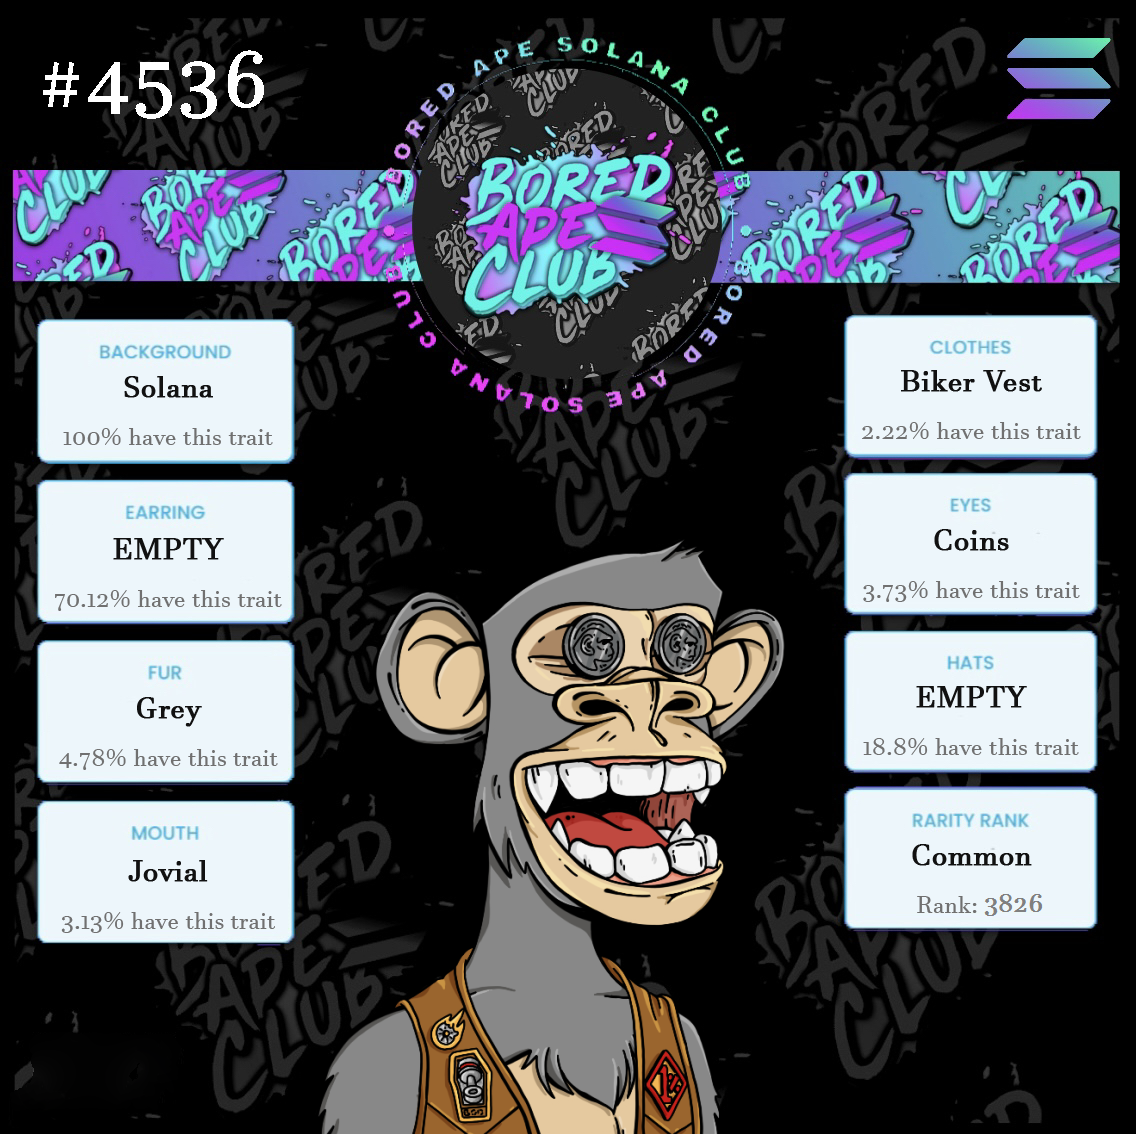 #4536
BORED APE SOLANA CLUB
BORED APE SOLANA CLUB
BORED
APE
CLUB
BACKGROUND
Solana
100% have this trait
EARRING
EMPTY
70.12% have this trait
FUR
Grey
4.78% have this trait
MOUTH
Jovial
3.13% have this trait
CLOTHES
Biker Vest
2.22% have this trait
EYES
Coins
3.73% have this trait
HATS
EMPTY
18.8% have this trait
RARITY RANK
Common
Rank: 3826
1%